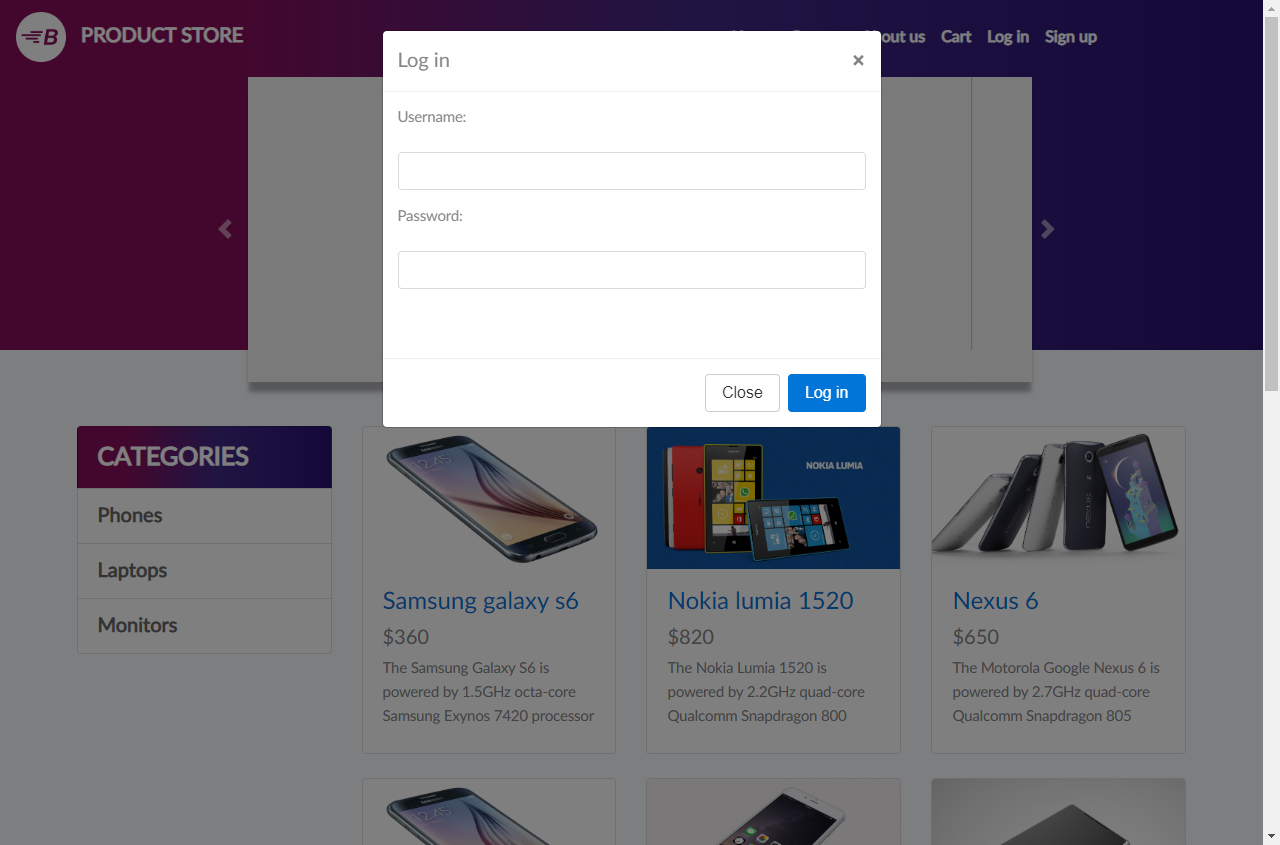 B
PRODUCT STORE
About us
Cart
Log in
Sign up
Log in
×
Username:
Password:
Close
Log in
CATEGORIES
Phones
Laptops
Monitors
NOKIA LUMIA
Samsung galaxy s6
$360
The Samsung Galaxy S6 is
powered by 1.5GHz octa-core
Samsung Exynos 7420 processor
Nokia lumia 1520
$820
The Nokia Lumia 1520 is
powered by 2.2GHz quad-core
Qualcomm Snapdragon 800
Nexus 6
$650
The Motorola Google Nexus 6 is
powered by 2.7GHz quad-core
Qualcomm Snapdragon 805